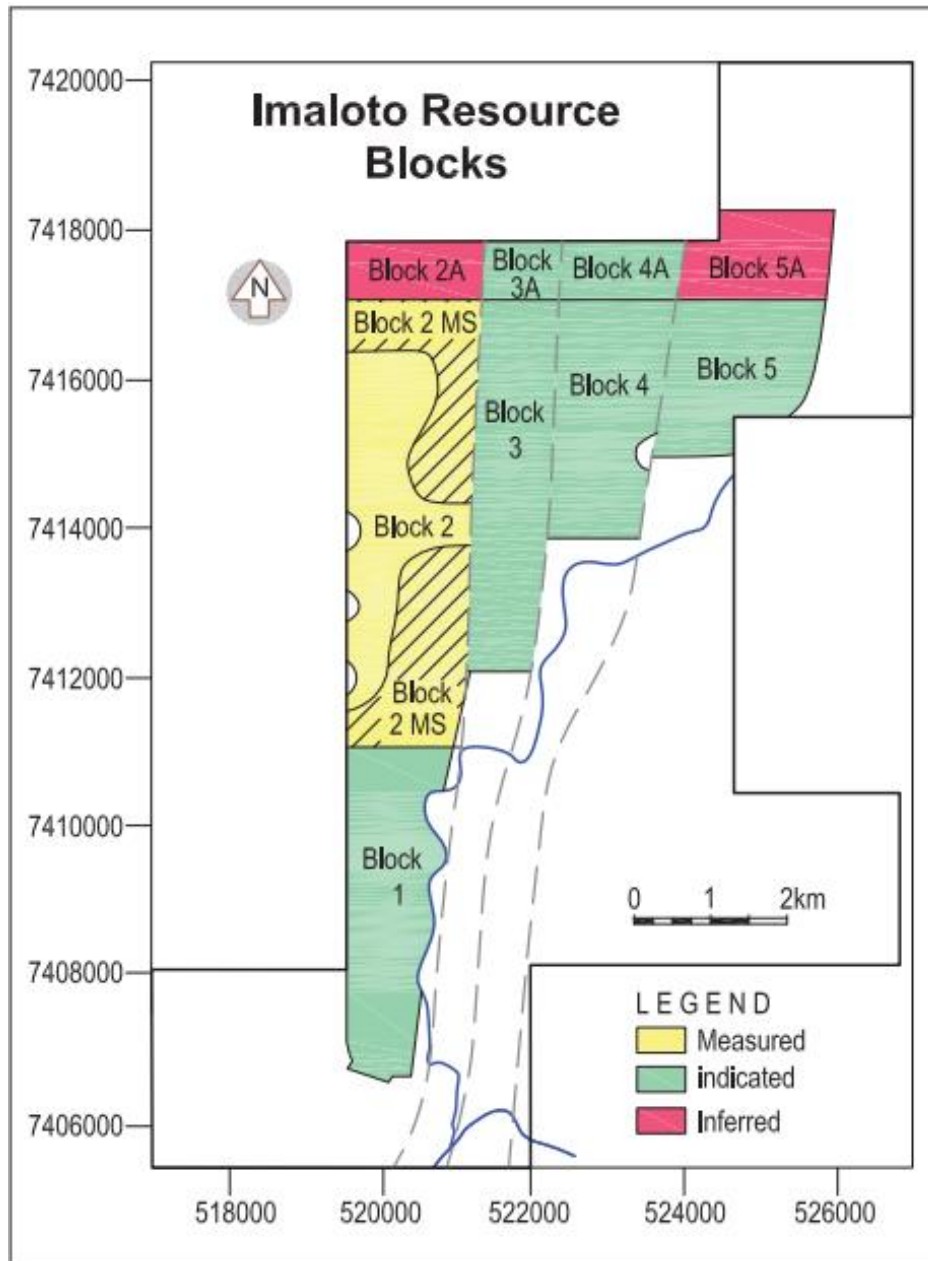 Imaloto Resource
Blocks
7420000
7418000
7416000
7414000
7412000
7410000
7408000
7406000
N
Block 2A
Block
3A
Block 4A
Block 5A
Block 2 MS
Block 4
Block 5
Block
3
Block 2
Block
2 MS
Block
1
0 1 2km
LEGEND
Measured
indicated
Inferred
518000 520000 522000 524000 526000